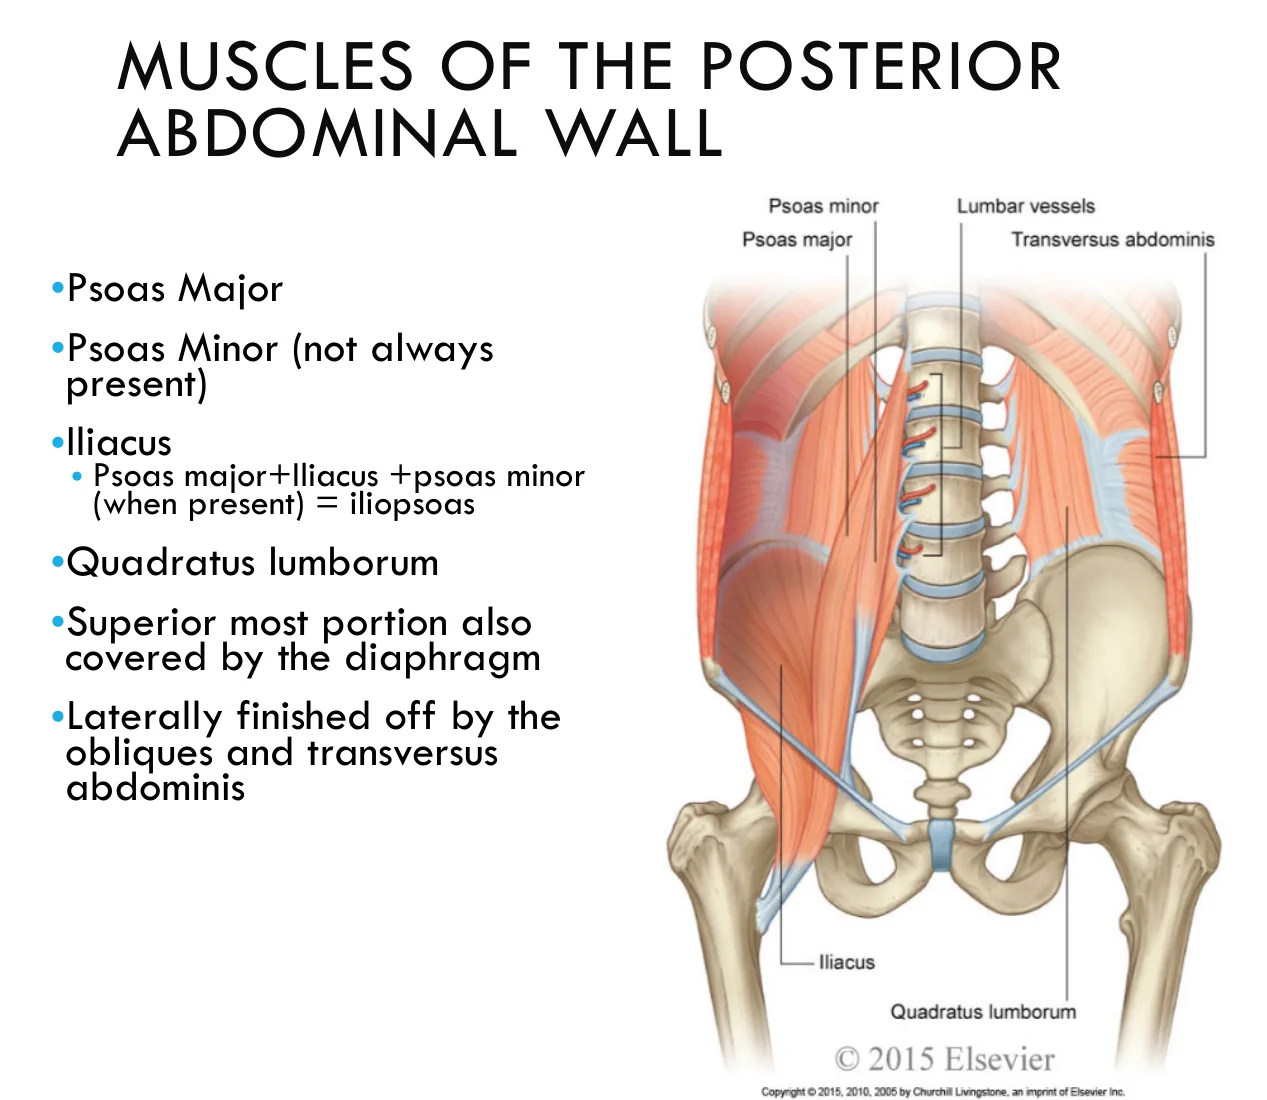 MUSCLES OF THE POSTERIOR
ABDOMINAL WALL
•Psoas Major
•Psoas Minor (not always
present)
•Iliacus
• Psoas major+Iliacus +psoas minor
(when present) = iliopsoas
•Quadratus lumborum
•Superior most portion also
covered by the diaphragm
•Laterally finished off by the
obliques and transversus
abdominis
Psoas minor
Lumbar vessels
Psoas major
Transversus abdominis
Iliacus
Quadratus lumborum
© 2015 Elsevier
Copyright © 2015, 2010, 2005 by Churchill Livingstone, an imprint of Elsevier Inc.